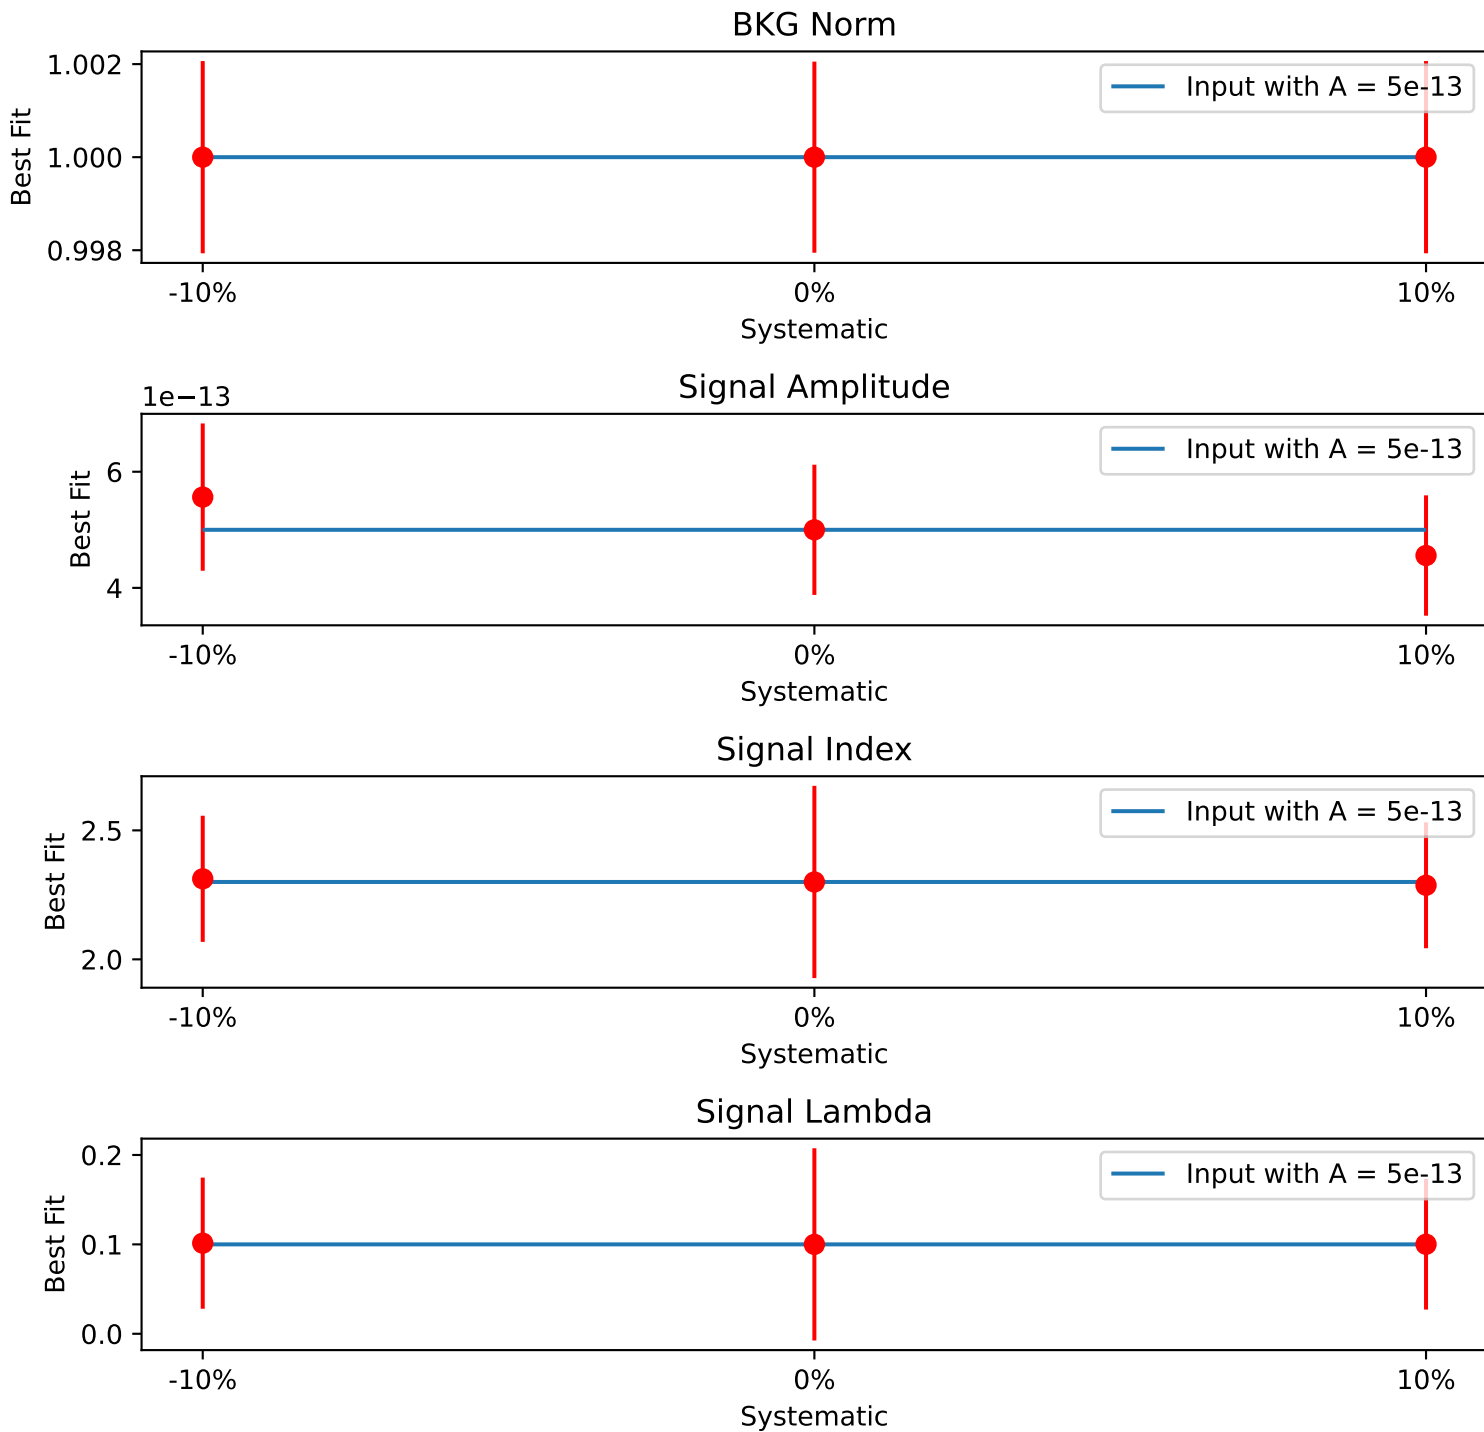 BKG Norm
1.002
Input with A = 5e-13
Best Fit
1.000
0.998
-10%
0%
10%
Systematic
Signal Amplitude
1e−13
Input with A = 5e-13
Best Fit
6
4
-10%
0%
10%
Systematic
Signal Index
Input with A = 5e-13
Best Fit
2.5
2.0
-10%
0%
10%
Systematic
Signal Lambda
0.2
Input with A = 5e-13
Best Fit
0.1
0.0
-10%
0%
10%
Systematic